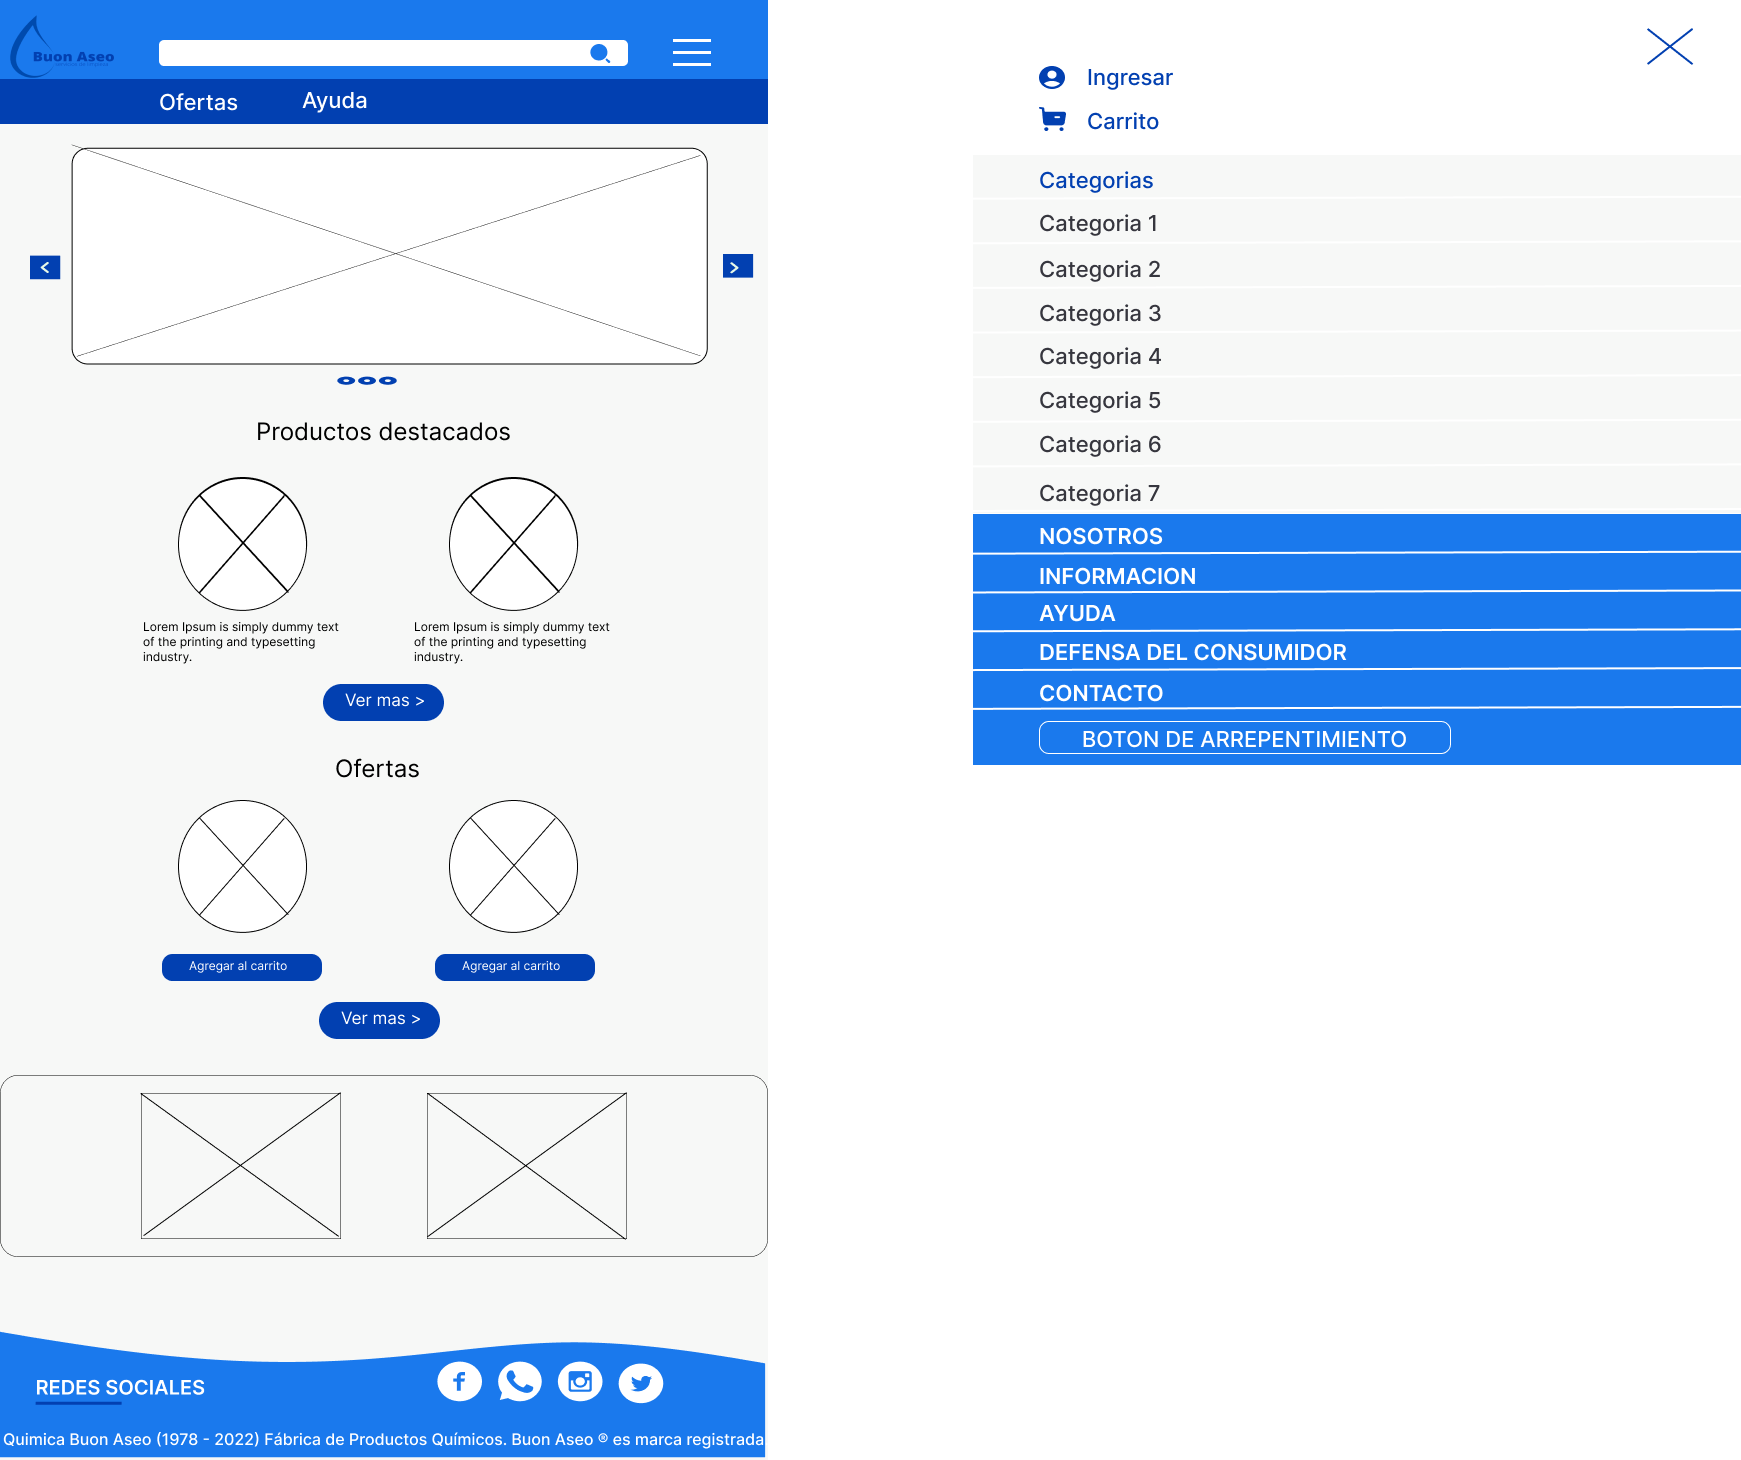 Buon Aseo
Ofertas
Ayuda
<
>
Productos destacados
Lorem Ipsum is simply dummy text
of the printing and typesetting
industry.
Lorem Ipsum is simply dummy text
of the printing and typesetting
industry.
Ver mas >
Ofertas
Agregar al carrito
Agregar al carrito
Ver mas >
REDES SOCIALES
Quimica Buon Aseo (1978 - 2022) Fábrica de Productos Químicos. Buon Aseo ® es marca registrada
Ingresar
Carrito
Categorias
Categoria 1
Categoria 2
Categoria 3
Categoria 4
Categoria 5
Categoria 6
Categoria 7
NOSOTROS
INFORMACION
AYUDA
DEFENSA DEL CONSUMIDOR
CONTACTO
BOTON DE ARREPENTIMIENTO